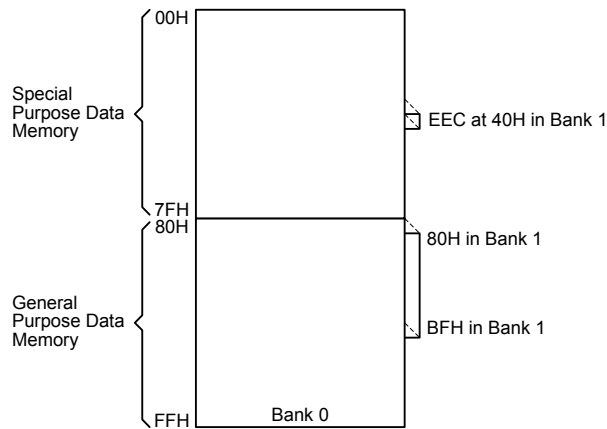 00H
Special
Purpose Data
Memory
EEC at 40H in Bank 1
7FH
80H
80H in Bank 1
General
Purpose Data
Memory
BFH in Bank 1
FFH
Bank 0